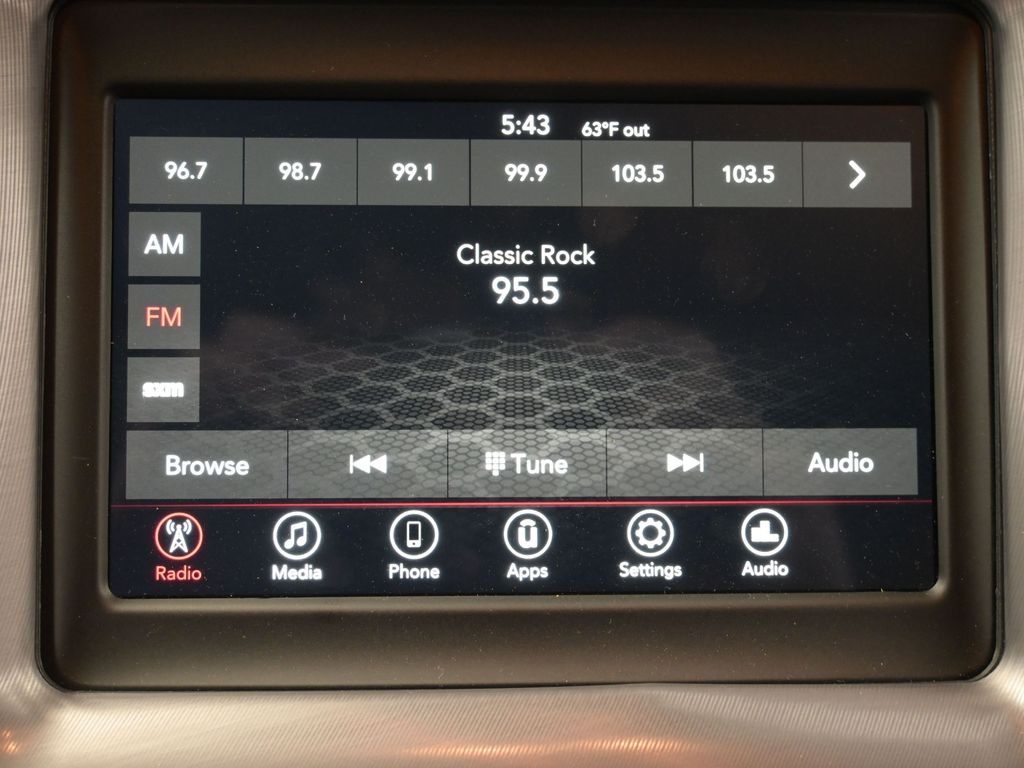 5:43 63°F out
96.7 98.7 99.1 99.9 103.5 103.5
AM
Classic Rock
95.5
FM
sxm
Browse Tune Audio
Radio Media Phone Apps Settings Audio